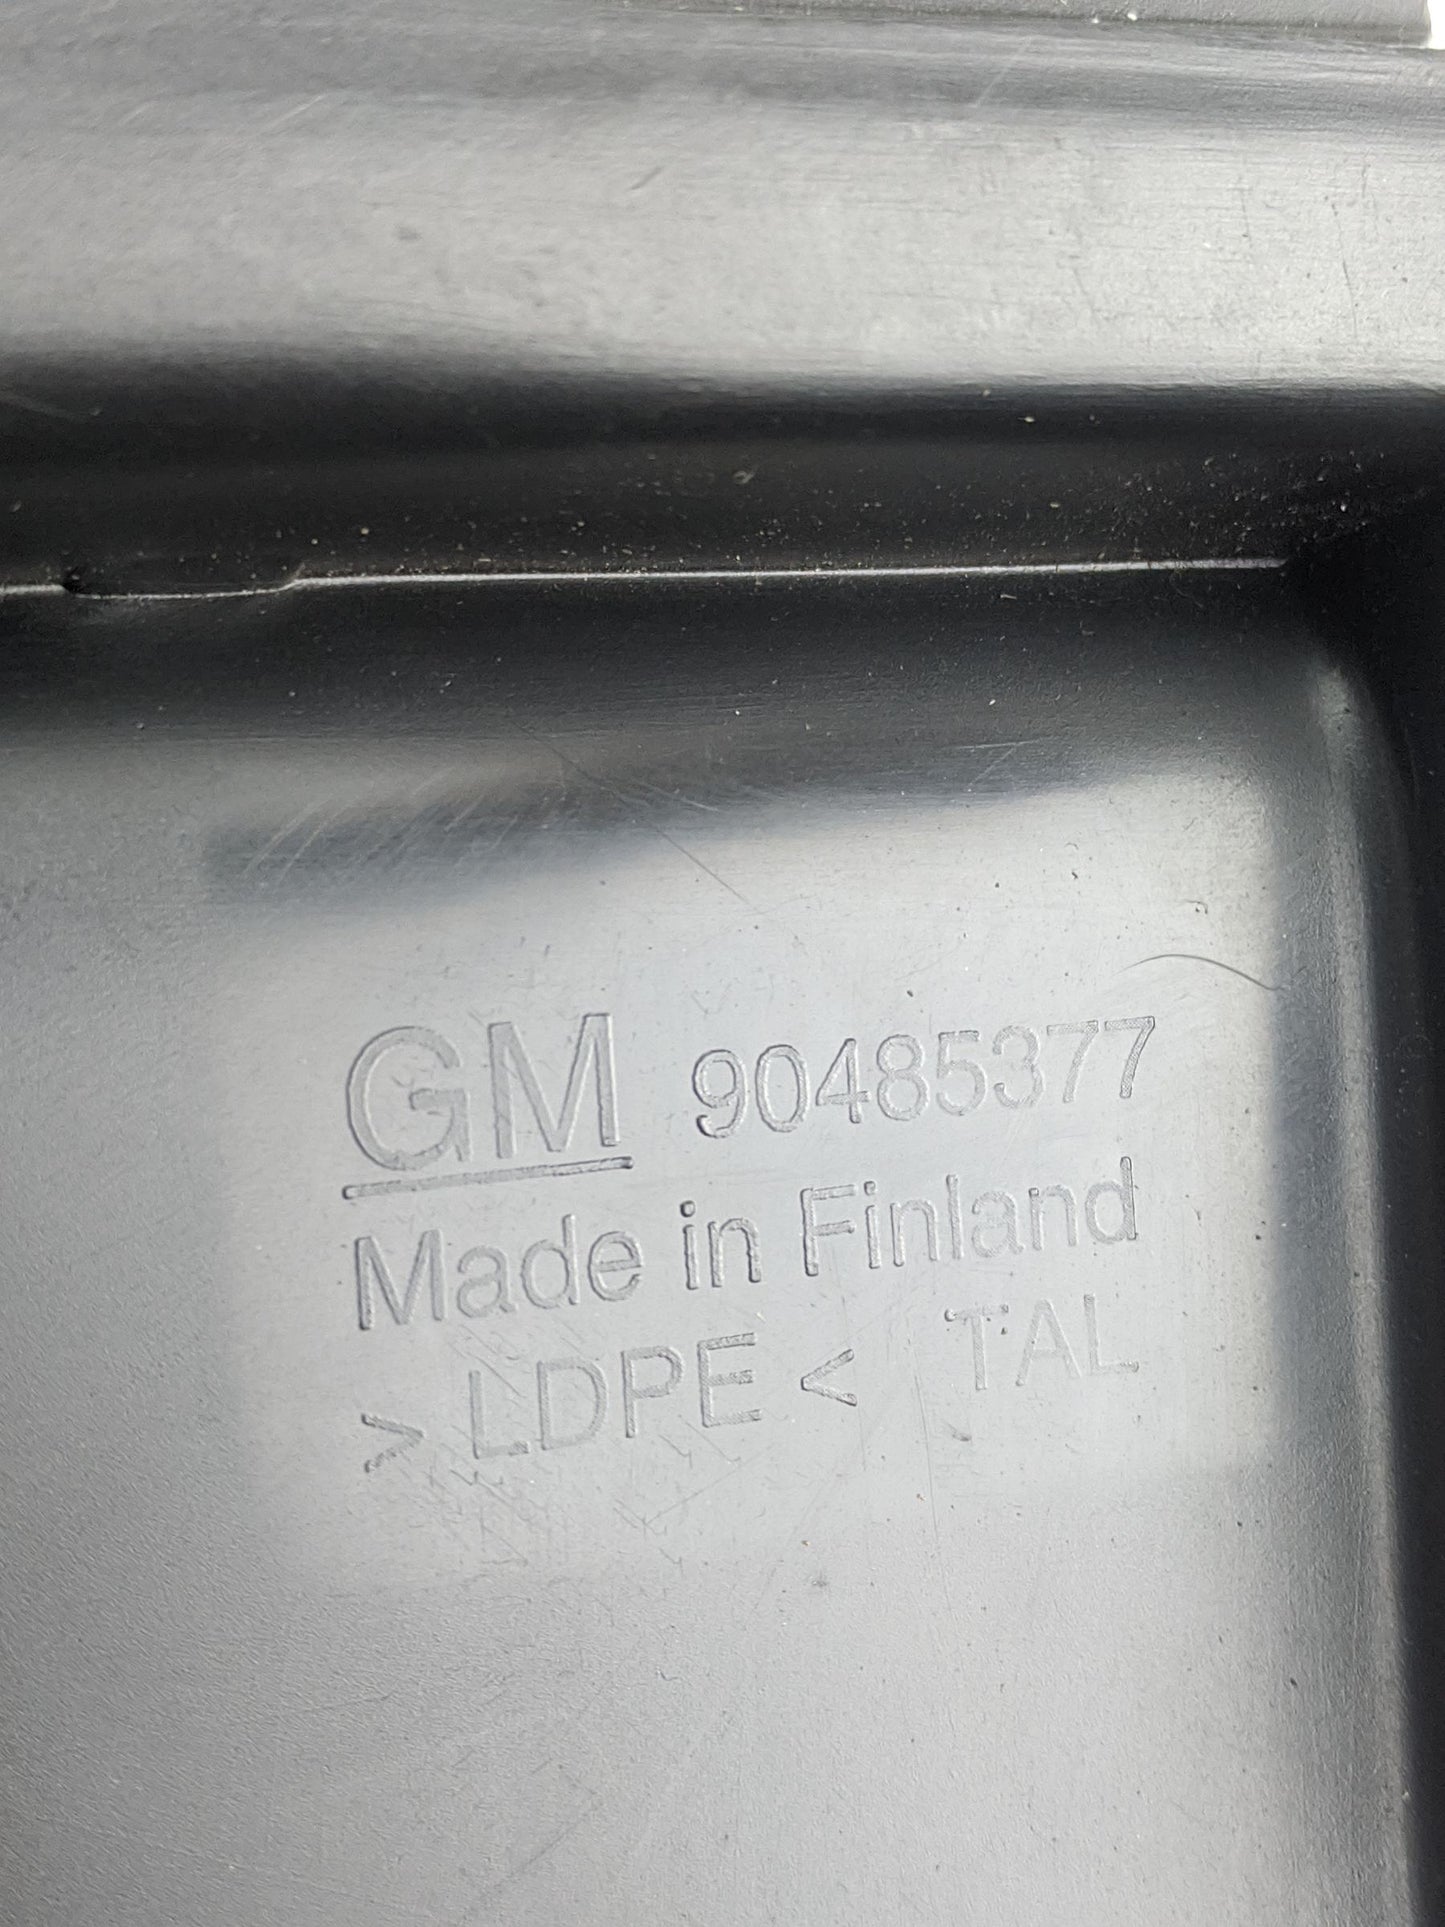 GM 90485377
Made in Finland
> LDPE < TAL